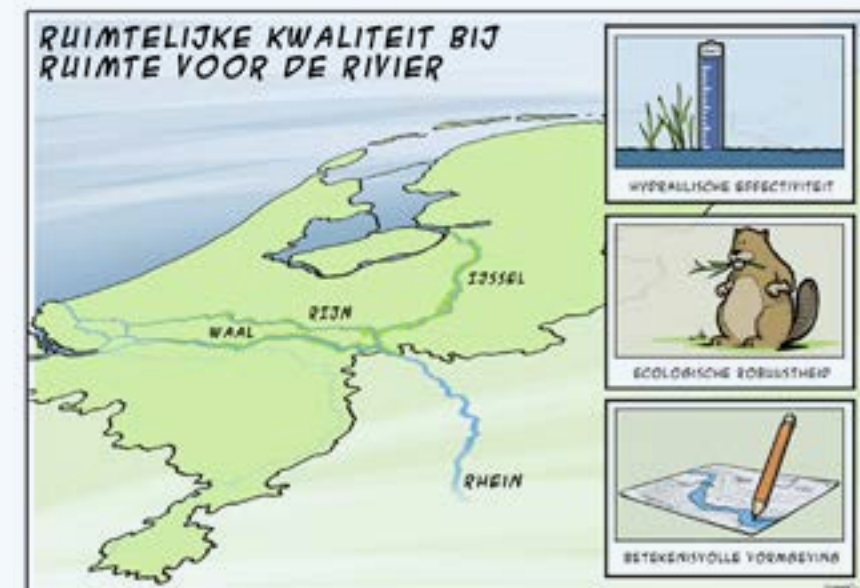 RUIMTELIJKE KWALITEIT BIJ
RUIMTE VOOR DE RIVIER
HYDRAULISCHE EFFECTIVITEIT
IJSSEL
RIJN
WAAL
ECOLOGISCHE ROBUUSTHEID
RHEIN
BETEKENISVOLLE VORMGEVING